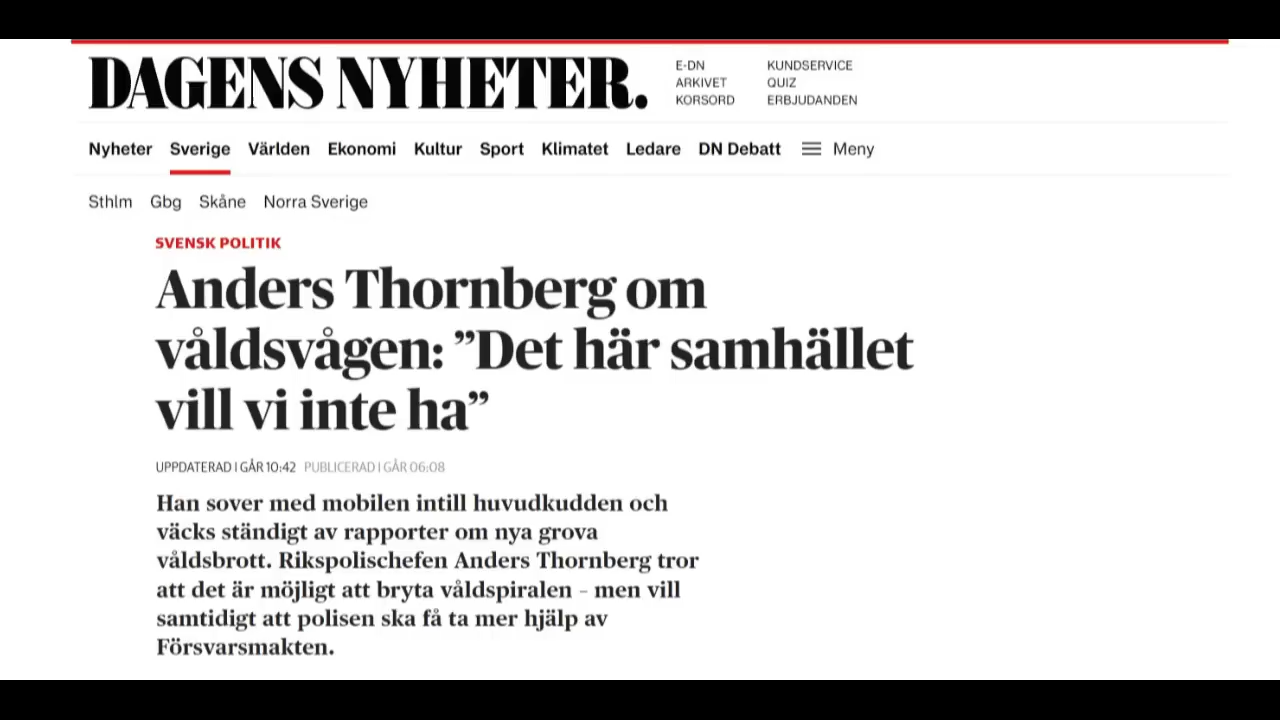 DAGENS NYHETER.
E-DN
ARKIVET
KORSORD
KUNDSERVICE
QUIZ
ERBJUDANDEN
Nyheter Sverige Världen Ekonomi Kultur Sport Klimatet Ledare DN Debatt Meny
Sthlm Gbg Skåne Norra Sverige
SVENSK POLITIK
Anders Thornberg om
våldsvågen: ”Det här samhället
vill vi inte ha”
UPPDATERAD I GÅR 10:42 PUBLICERAD I GÅR 06:08
Han sover med mobilen intill huvudkudden och
väcks ständigt av rapporter om nya grova
våldsbrott. Rikspolischefen Anders Thornberg tror
att det är möjligt att bryta våldspiralen – men vill
samtidigt att polisen ska få ta mer hjälp av
Försvarsmakten.